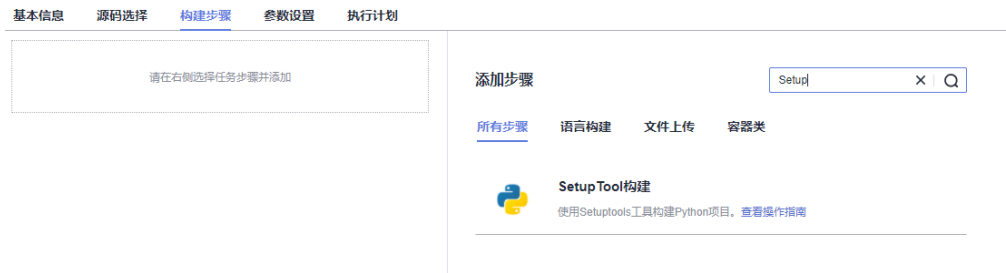 基本信息 源码选择 构建步骤 参数设置 执行计划
请在右侧选择任务步骤并添加
添加步骤
Setup
所有步骤 语言构建 文件上传 容器类
SetupTool构建
使用Setuptools工具构建Python项目。查看操作指南